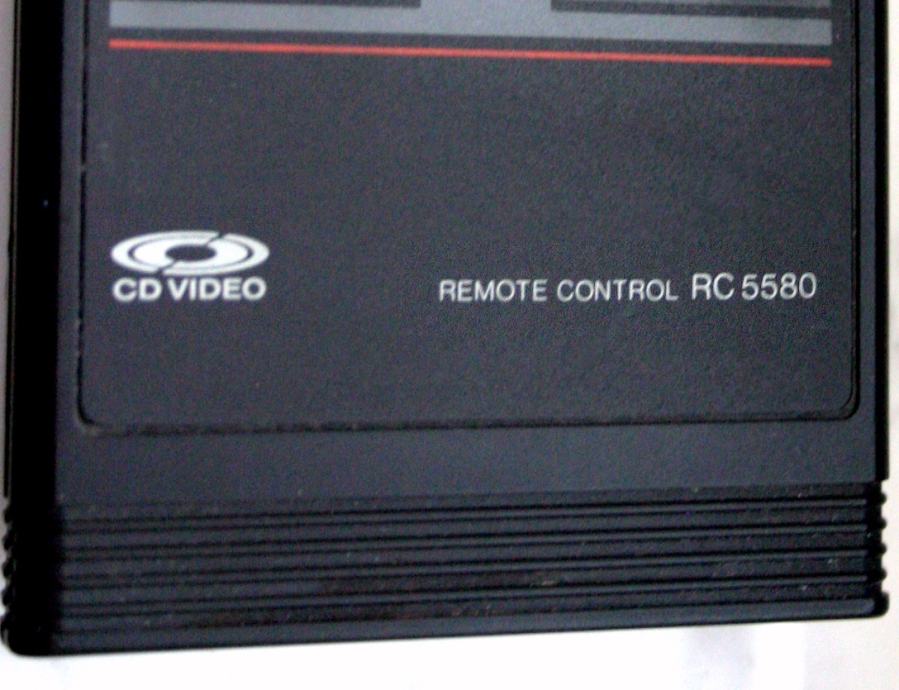 CD VIDEO
REMOTE CONTROL RC 5580